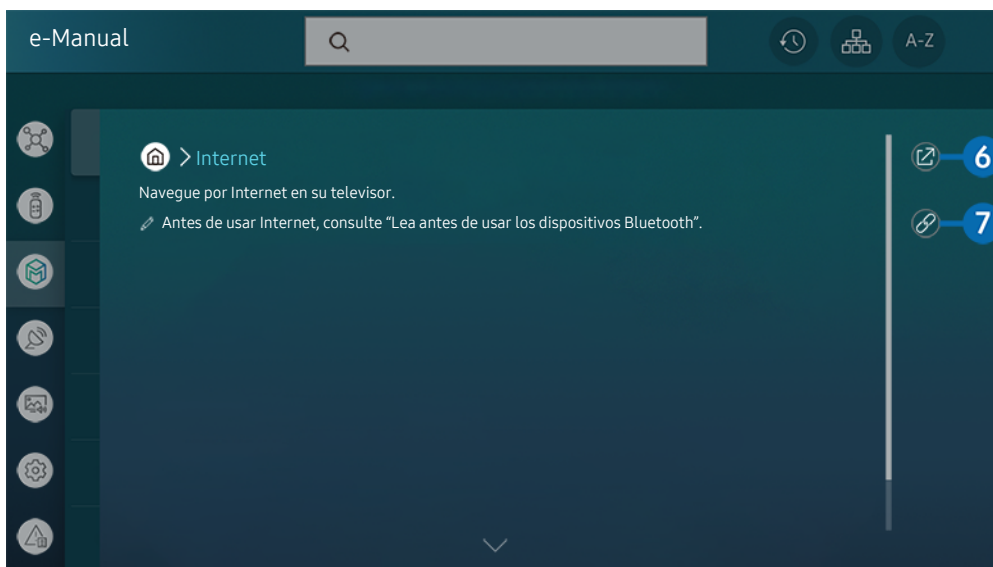 e-Manual
A-Z
> Internet
6
Navegue por Internet en su televisor.
Antes de usar Internet, consulte “Lea antes de usar los dispositivos Bluetooth”.
7